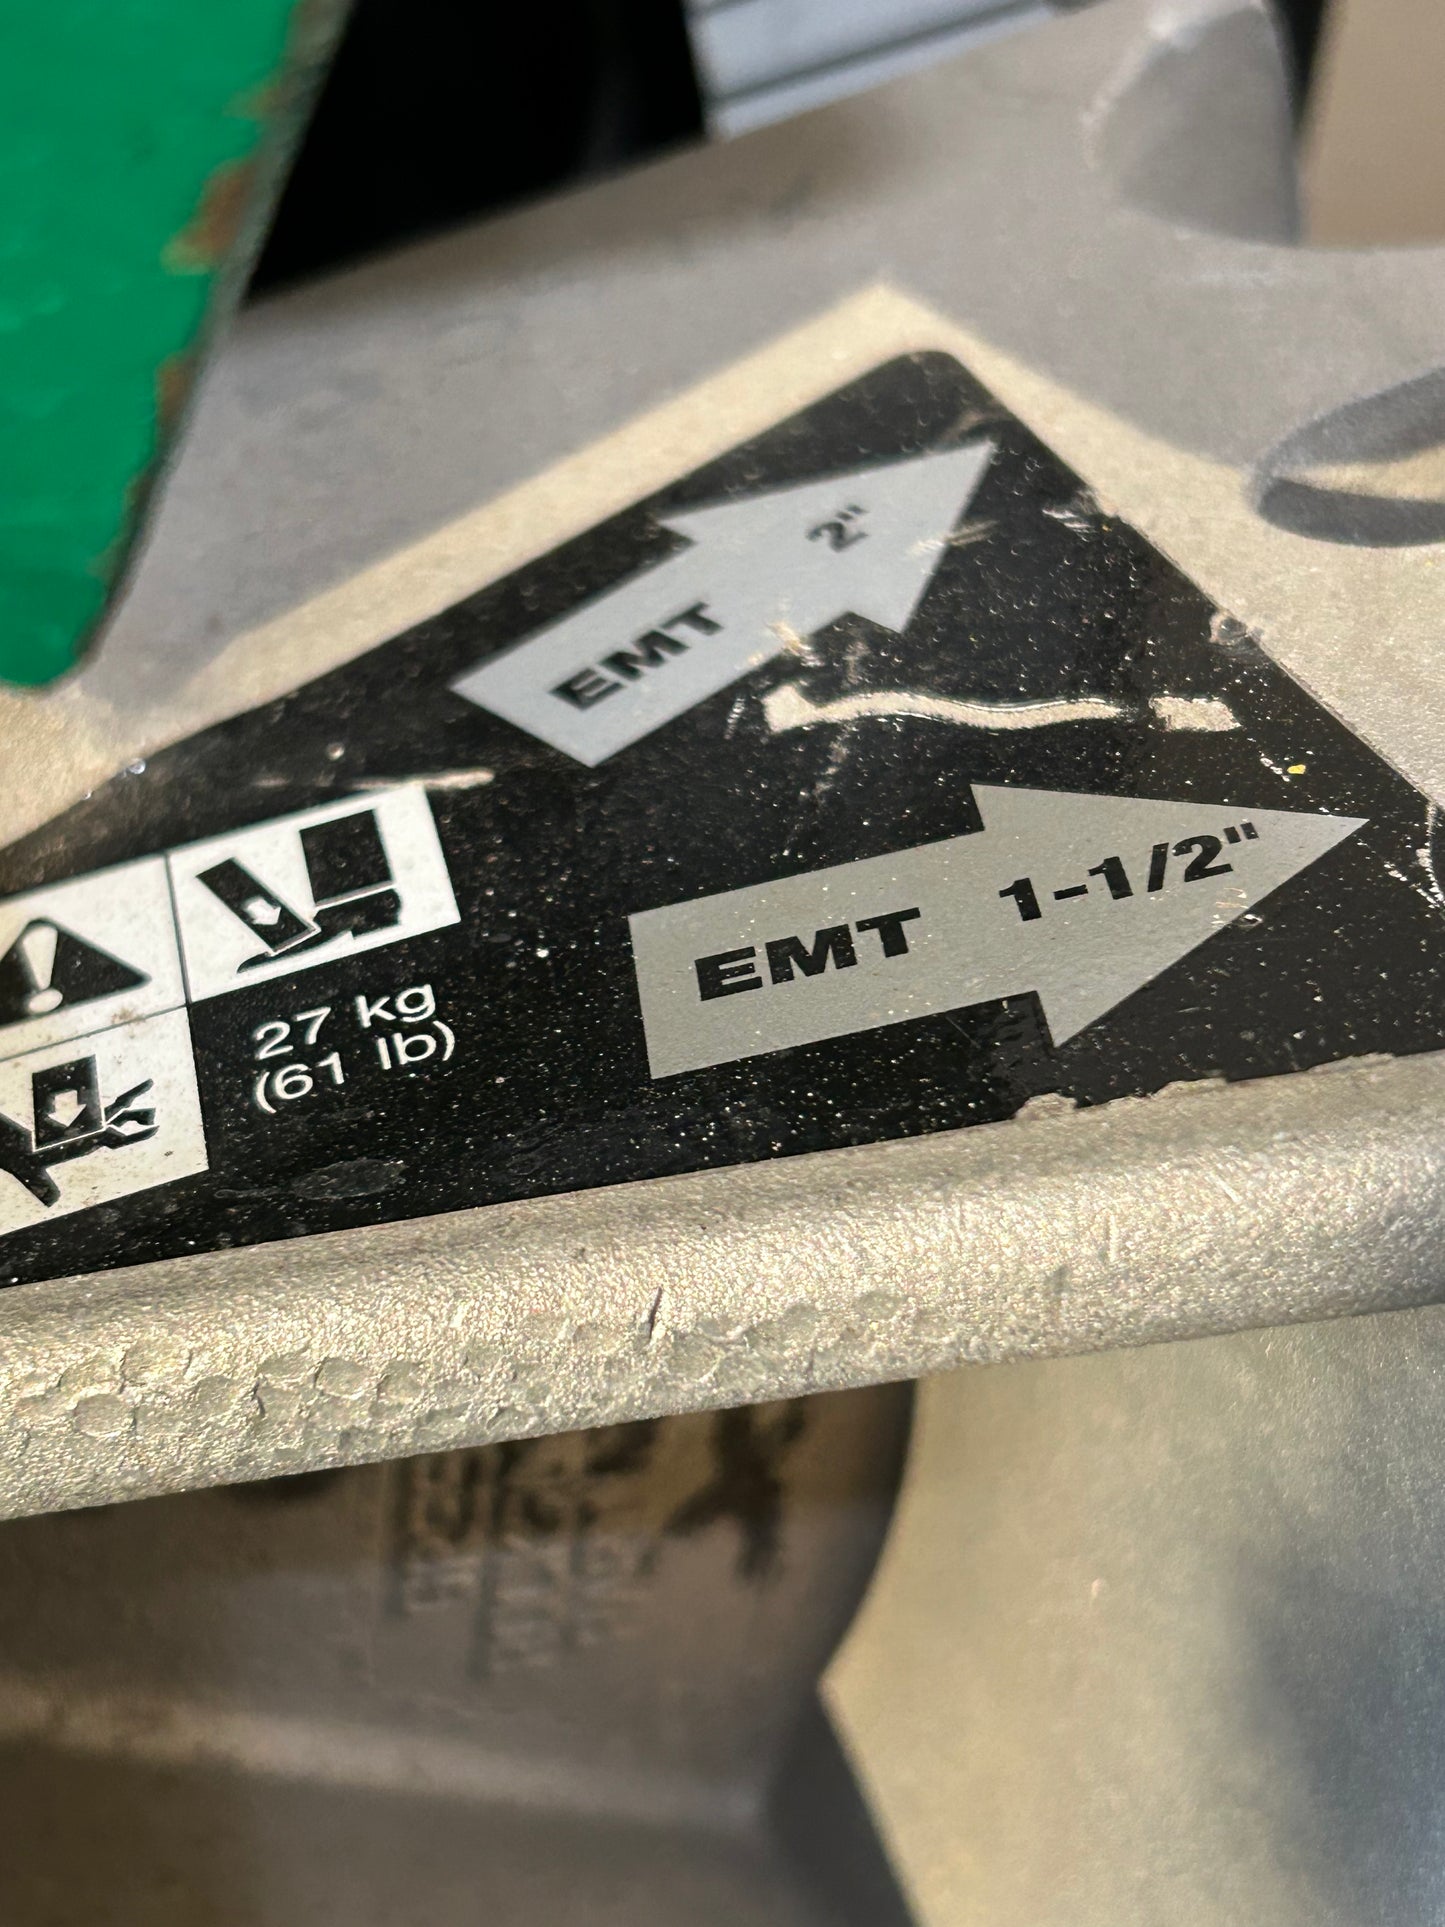 EMT 2"
EMT 1-1/2"
27 kg
(61 lb)